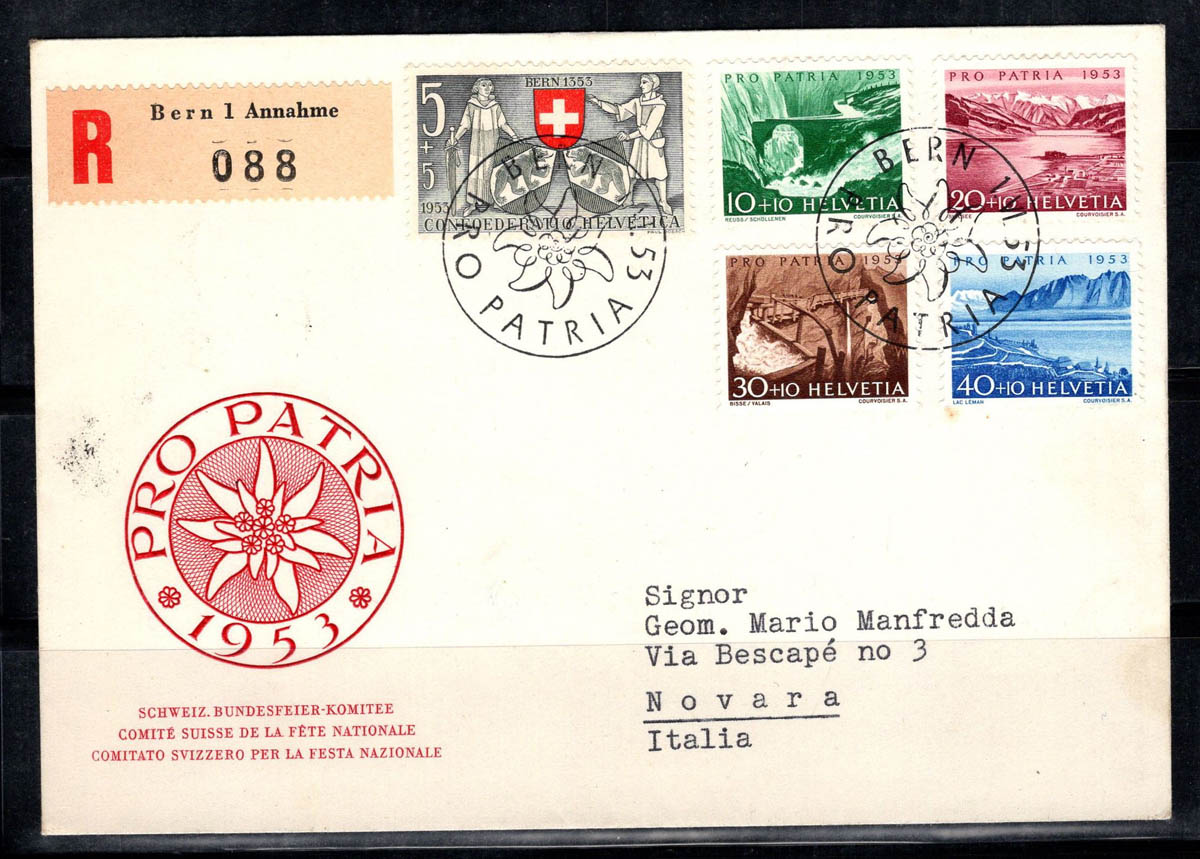 R
Bern 1 Annahme
088
BERN 1353
5
+
5
1953
CONFOEDERATIO HELVETICA
PRO PATRIA 1953
10+10 HELVETIA
REUSS/SCHÖLLENEN COURVOISIER S.A.
PRO PATRIA 1953
20+10 HELVETIA
COURVOISIER S.A.
PRO PATRIA 1953
30+10 HELVETIA
RISSE/VALAIS COURVOISIER S.A.
PRO PATRIA 1953
40+10 HELVETIA
LAC LÉMAN COURVOISIER S.A.
BERN 1.VI.53
PRO PATRIA
BERN 1.VI.53
PRO PATRIA
PRO PATRIA
1953
SCHWEIZ. BUNDESFEIER-KOMITEE
COMITÉ SUISSE DE LA FÊTE NATIONALE
COMITATO SVIZZERO PER LA FESTA NAZIONALE
Signor
Geom. Mario Manfredda
Via Bescapé no 3
Novara
Italia